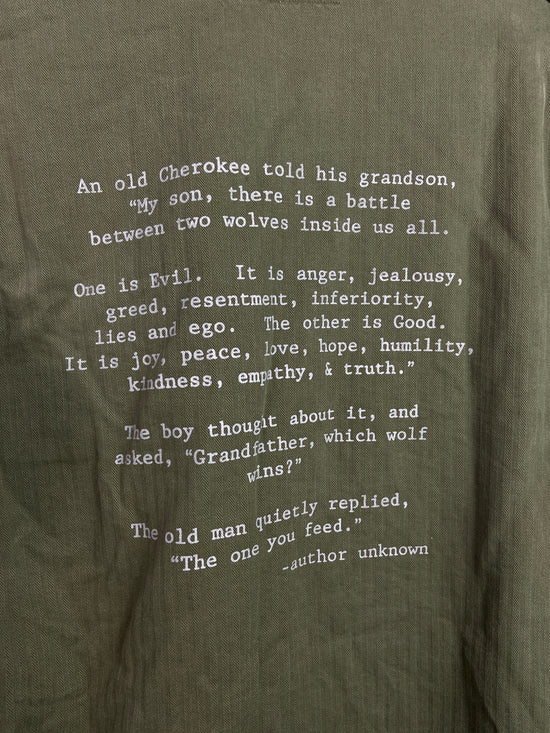 An old Cherokee told his grandson,
“My son, there is a battle
between two wolves inside us all.
One is Evil. It is anger, jealousy,
greed, resentment, inferiority,
lies and ego. The other is Good.
It is joy, peace, love, hope, humility,
kindness, empathy, & truth.”
The boy thought about it, and
asked, “Grandfather, which wolf
wins?”
The old man quietly replied,
“The one you feed.”
-author unknown